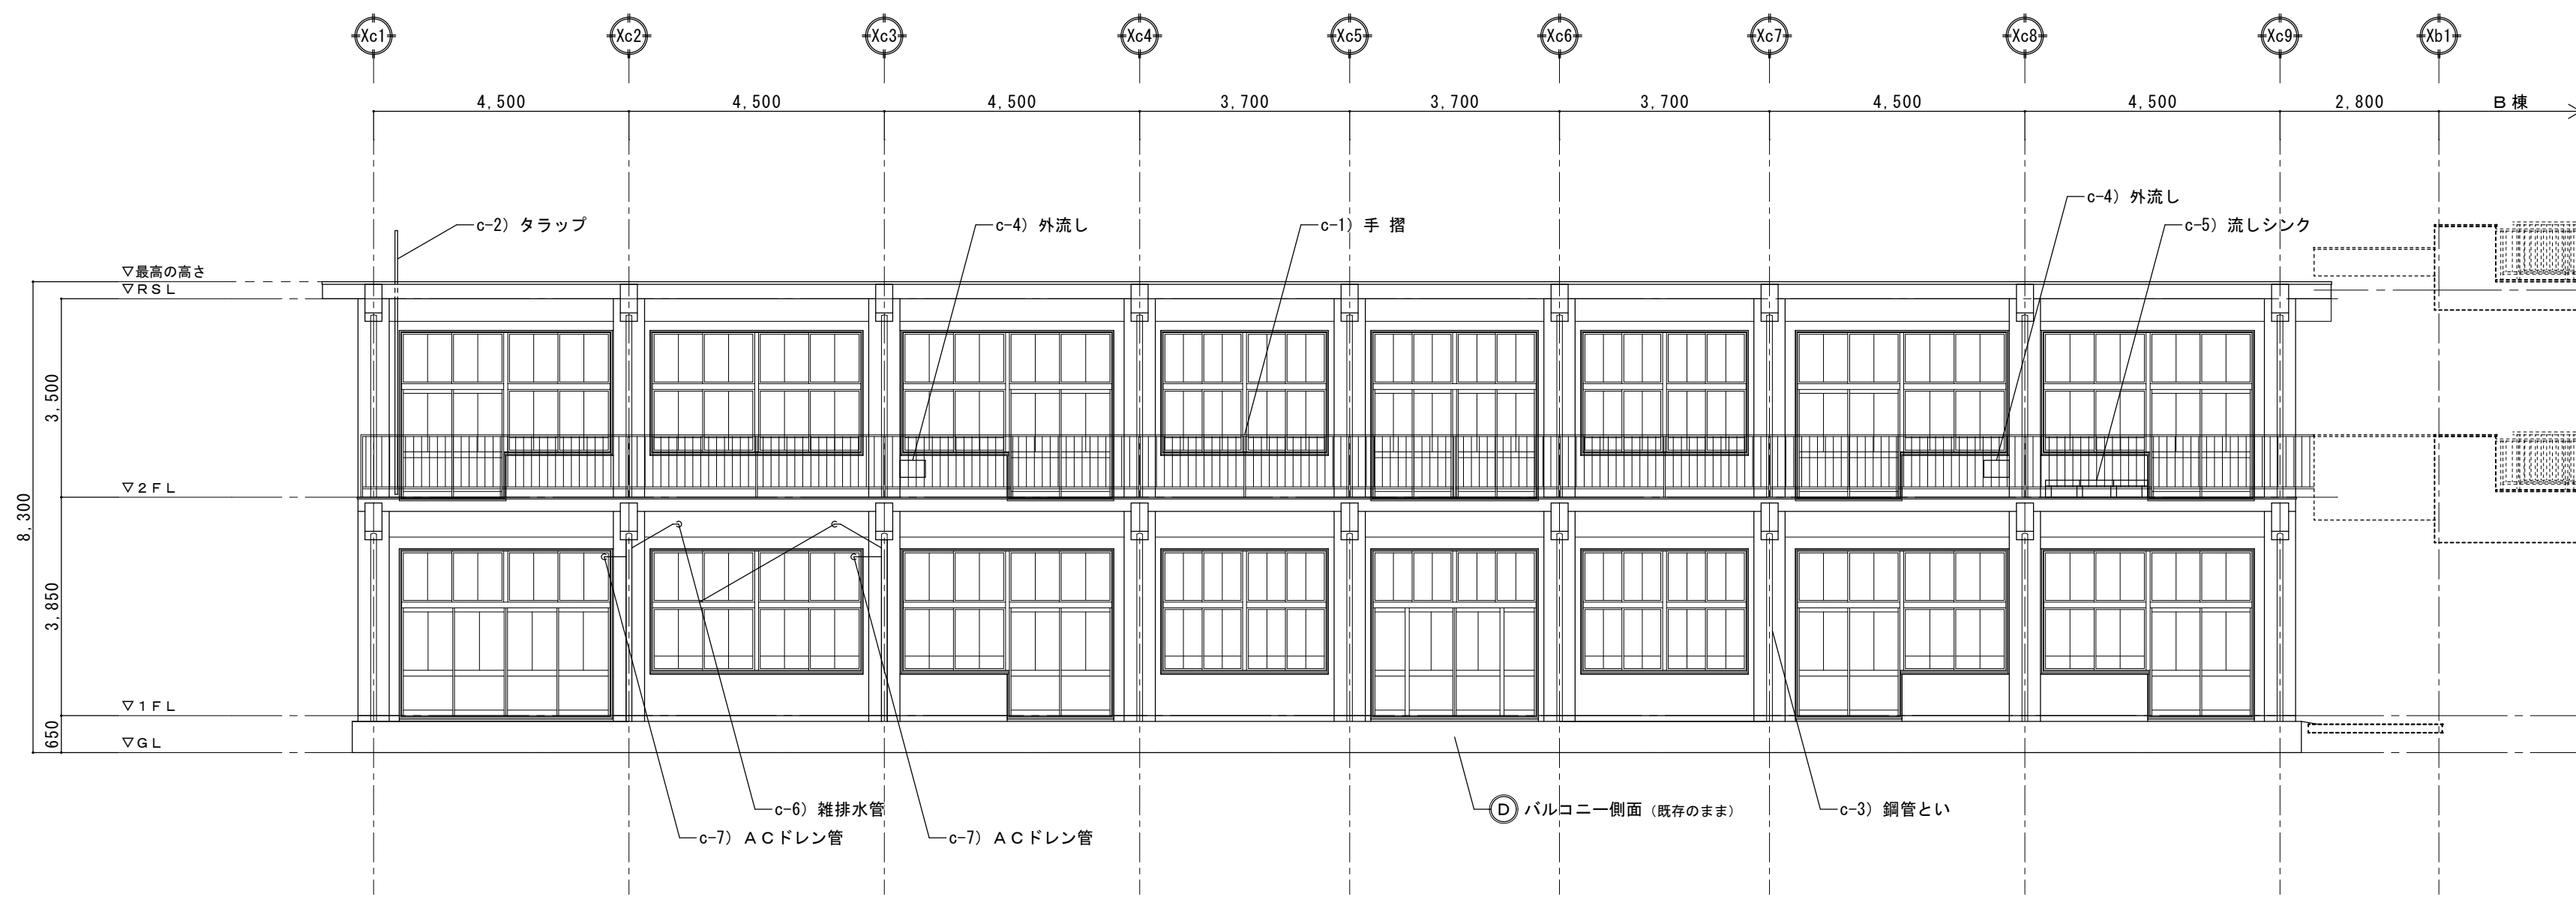 Xc1 Xc2 Xc3 Xc4 Xc5 Xc6 Xc7 Xc8 Xc9 Xb1
4,500 4,500 4,500 3,700 3,700 3,700 4,500 4,500 2,800 B棟
c-4) 外流し
c-2) タラップ c-4) 外流し c-1) 手 摺 c-5) 流しシンク
▽最高の高さ
▽RSL
3,500
▽2FL
8,300
3,850
▽1FL
650
▽GL
c-6) 雑排水管 D バルコニー側面 (既存のまま) c-3) 鋼管とい
c-7) ACドレン管 c-7) ACドレン管